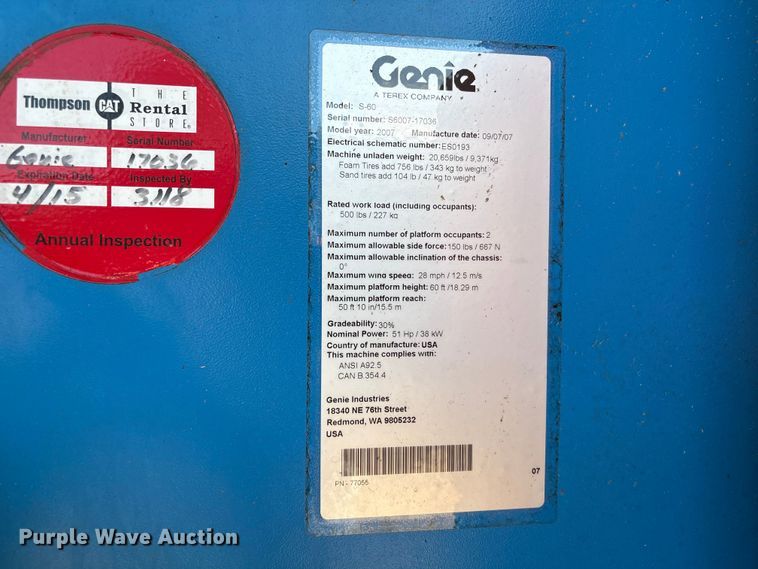 Thompson CAT THE Rental STORE®
Manufacturer Serial Number
Genie 17036
Expiration Date Inspected By
4/15 3118
Annual Inspection
Genie
A TEREX COMPANY
Model: S-60
Serial number: S6007-17036
Model year: 2007 Manufacture date: 09/07/07
Electrical schematic number: ES0193
Machine unladen weight: 20,659lbs / 9,371kg
Foam Tires add 756 lbs / 343 kg to weight
Sand tires add 104 lb / 47 kg to weight
Rated work load (including occupants):
500 lbs / 227 kg
Maximum number of platform occupants: 2
Maximum allowable side force: 150 lbs / 667 N
Maximum allowable inclination of the chassis:
0°
Maximum wind speed: 28 mph / 12.5 m/s
Maximum platform height: 60 ft /18.29 m
Maximum platform reach:
50 ft 10 in/15.5 m
Gradeability: 30%
Nominal Power: 51 Hp / 38 kW
Country of manufacture: USA
This machine complies with:
ANSI A92.5
CAN B.354.4
Genie Industries
18340 NE 76th Street
Redmond, WA 9805232
USA
PN - 77055
07
Purple Wave Auction